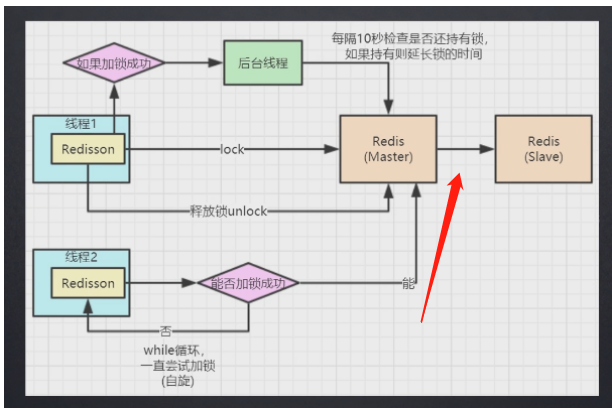 每隔10秒检查是否还持有锁,
如果持有则延长锁的时间
如果加锁成功
后台线程
线程1
Redisson
lock
Redis
(Master)
Redis
(Slave)
释放锁unlock
线程2
Redisson
能否加锁成功
能
否
while循环,
一直尝试加锁
(自旋)